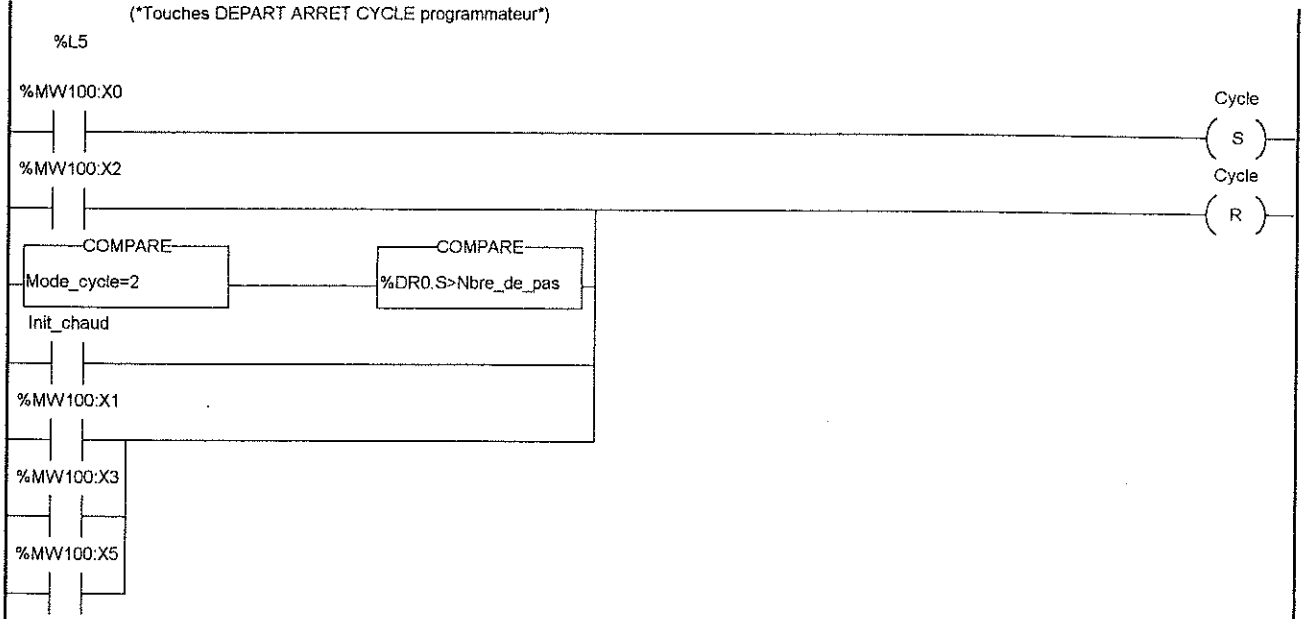 (*Touches DEPART ARRET CYCLE programmateur*)
%L5
%MW100:X0
Cycle
S
%MW100:X2
Cycle
R
COMPARE
COMPARE
Mode_cycle=2
%DR0.S>Nbre_de_pas
Init_chaud
%MW100:X1
%MW100:X3
%MW100:X5